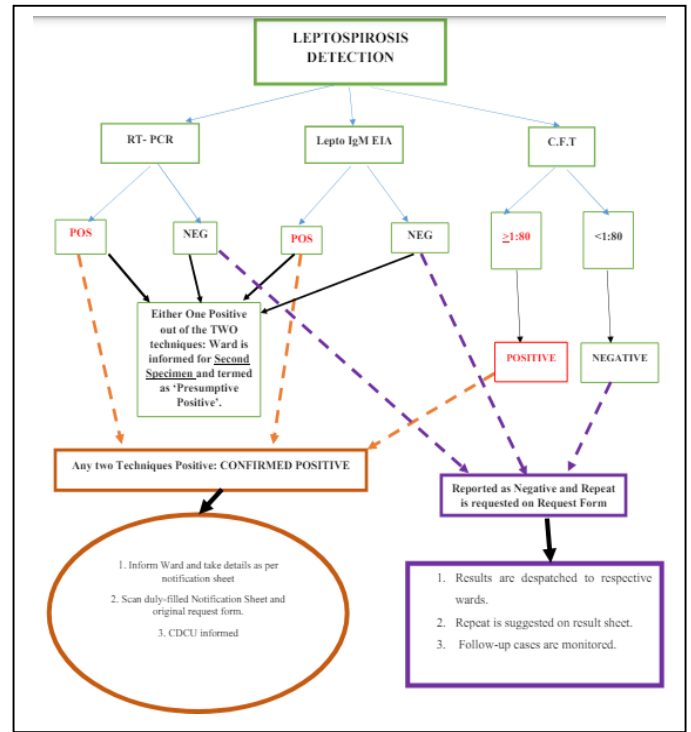 LEPTOSPIROSIS
DETECTION
RT- PCR
Lepto IgM EIA
C.F.T
POS
NEG
POS
NEG
≥1:80
<1:80
Either One Positive
out of the TWO
techniques: Ward is
informed for Second
Specimen and termed
as ‘Presumptive
Positive’.
POSITIVE
NEGATIVE
Any two Techniques Positive: CONFIRMED POSITIVE
Reported as Negative and Repeat
is requested on Request Form
1. Inform Ward and take details as per
notification sheet
2. Scan duly-filled Notification Sheet and
original request form.
3. CDCU informed
1. Results are despatched to respective
wards.
2. Repeat is suggested on result sheet.
3. Follow-up cases are monitored.